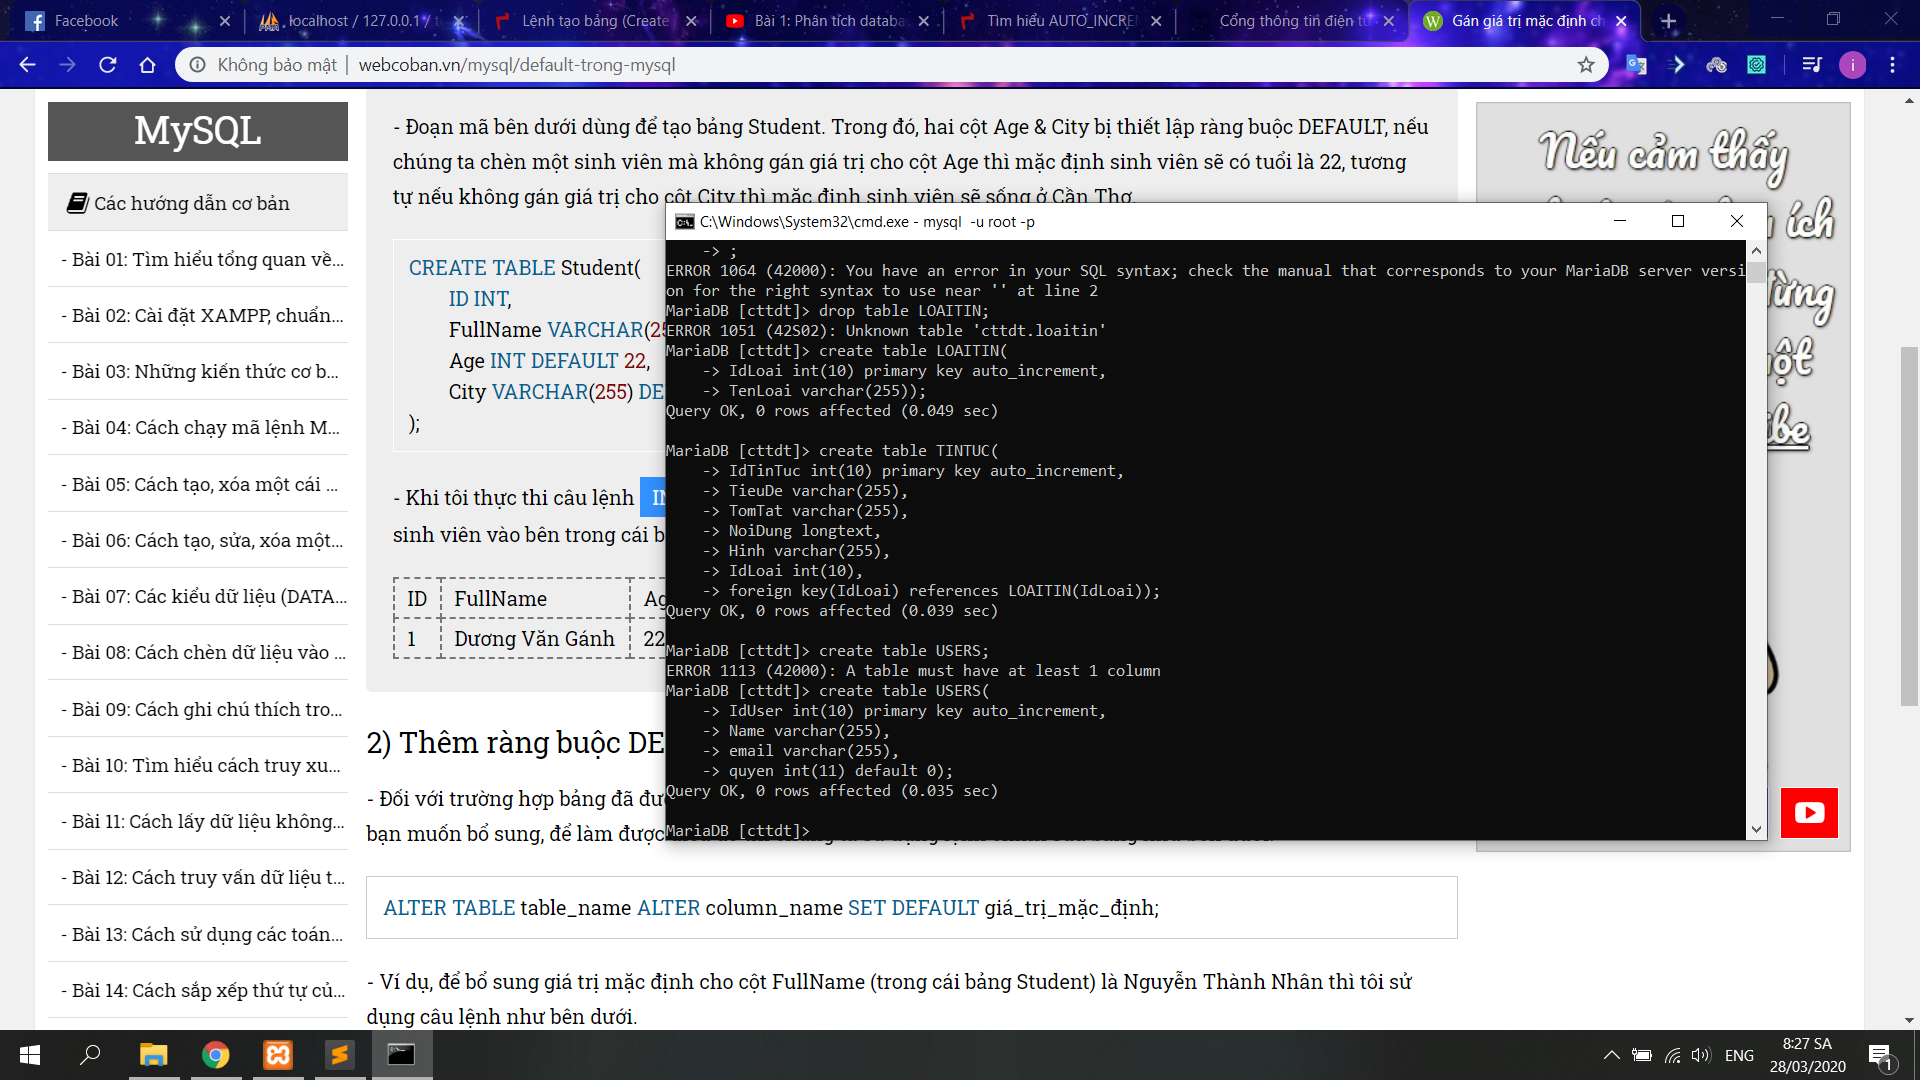 Facebook
localhost / 127.0.0.1 / te
Lệnh tạo bảng (Create
Bài 1: Phân tích databa
Tìm hiểu AUTO_INCREM
Cổng thông tin điện tử
Gán giá trị mặc định ch
Không bảo mật | webcoban.vn/mysql/default-trong-mysql
i
MySQL
Các hướng dẫn cơ bản
- Bài 01: Tìm hiểu tổng quan về...
- Bài 02: Cài đặt XAMPP, chuẩn...
- Bài 03: Những kiến thức cơ b...
- Bài 04: Cách chạy mã lệnh M...
- Bài 05: Cách tạo, xóa một cái ...
- Bài 06: Cách tạo, sửa, xóa một...
- Bài 07: Các kiểu dữ liệu (DATA...
- Bài 08: Cách chèn dữ liệu vào ...
- Bài 09: Cách ghi chú thích tro...
- Bài 10: Tìm hiểu cách truy xu...
- Bài 11: Cách lấy dữ liệu không...
- Bài 12: Cách truy vấn dữ liệu t...
- Bài 13: Cách sử dụng các toán...
- Bài 14: Cách sắp xếp thứ tự củ...
- Đoạn mã bên dưới dùng để tạo bảng Student. Trong đó, hai cột Age & City bị thiết lập ràng buộc DEFAULT, nếu
chúng ta chèn một sinh viên mà không gán giá trị cho cột Age thì mặc định sinh viên sẽ có tuổi là 22, tương
tự nếu không gán giá trị cho cột City thì mặc định sinh viên sẽ sống ở Cần Thơ.
CREATE TABLE Student(
ID INT,
FullName VARCHAR(25
Age INT DEFAULT 22,
City VARCHAR(255) DE
);
- Khi tôi thực thi câu lệnh IN
sinh viên vào bên trong cái b
ID FullName Ag
1 Dương Văn Gánh 22
2) Thêm ràng buộc DE
- Đối với trường hợp bảng đã đư
bạn muốn bổ sung, để làm được
ALTER TABLE table_name ALTER column_name SET DEFAULT giá_trị_mặc_định;
- Ví dụ, để bổ sung giá trị mặc định cho cột FullName (trong cái bảng Student) là Nguyễn Thành Nhân thì tôi sử
dụng câu lệnh như bên dưới.
C:\Windows\System32\cmd.exe - mysql  -u root -p
    -> ;
ERROR 1064 (42000): You have an error in your SQL syntax; check the manual that corresponds to your MariaDB server versi
on for the right syntax to use near '' at line 2
MariaDB [cttdt]> drop table LOAITIN;
ERROR 1051 (42S02): Unknown table 'cttdt.loaitin'
MariaDB [cttdt]> create table LOAITIN(
    -> IdLoai int(10) primary key auto_increment,
    -> TenLoai varchar(255));
Query OK, 0 rows affected (0.049 sec)
MariaDB [cttdt]> create table TINTUC(
    -> IdTinTuc int(10) primary key auto_increment,
    -> TieuDe varchar(255),
    -> TomTat varchar(255),
    -> NoiDung longtext,
    -> Hinh varchar(255),
    -> IdLoai int(10),
    -> foreign key(IdLoai) references LOAITIN(IdLoai));
Query OK, 0 rows affected (0.039 sec)
MariaDB [cttdt]> create table USERS;
ERROR 1113 (42000): A table must have at least 1 column
MariaDB [cttdt]> create table USERS(
    -> IdUser int(10) primary key auto_increment,
    -> Name varchar(255),
    -> email varchar(255),
    -> quyen int(11) default 0);
Query OK, 0 rows affected (0.035 sec)
MariaDB [cttdt]>
Nếu cảm thấy
ích
ừng
ột
ibe
ENG
8:27 SA
28/03/2020
1